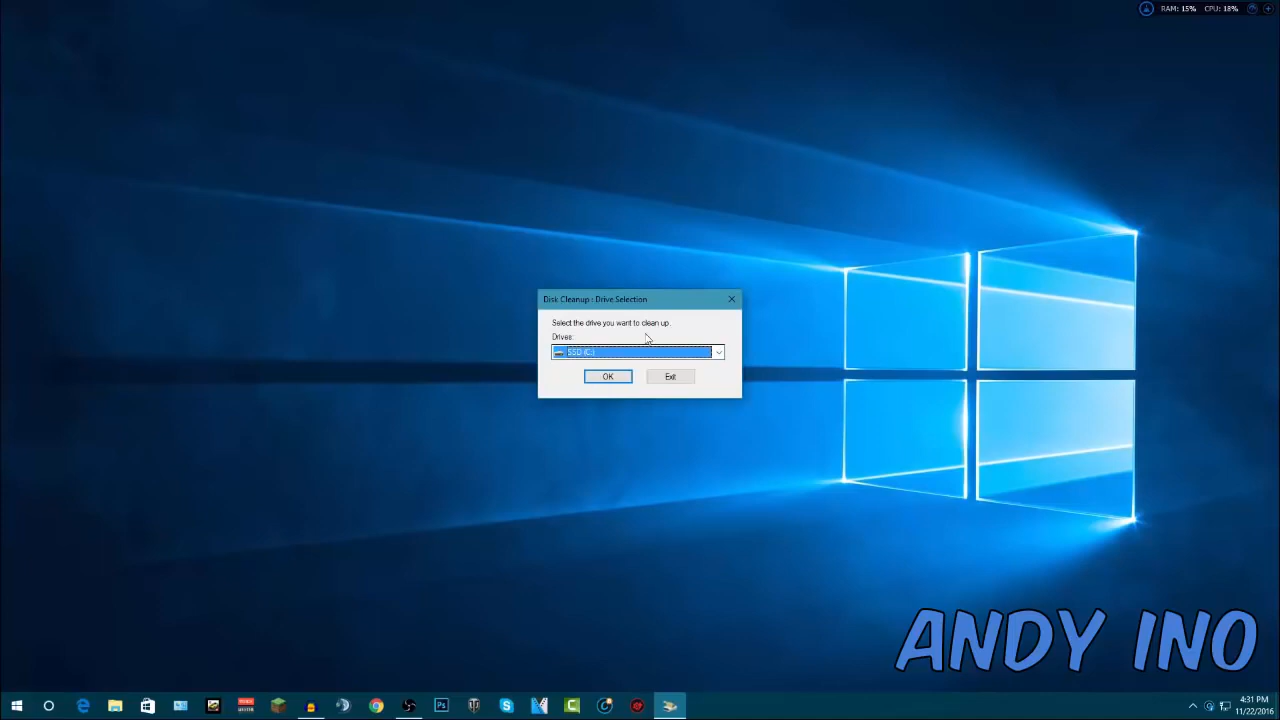 RAM: 15% CPU: 18%
Disk Cleanup : Drive Selection
Select the drive you want to clean up.
Drives:
SSD (C:)
OK
Exit
ANDY INO
Ps
4:31 PM
11/22/2016